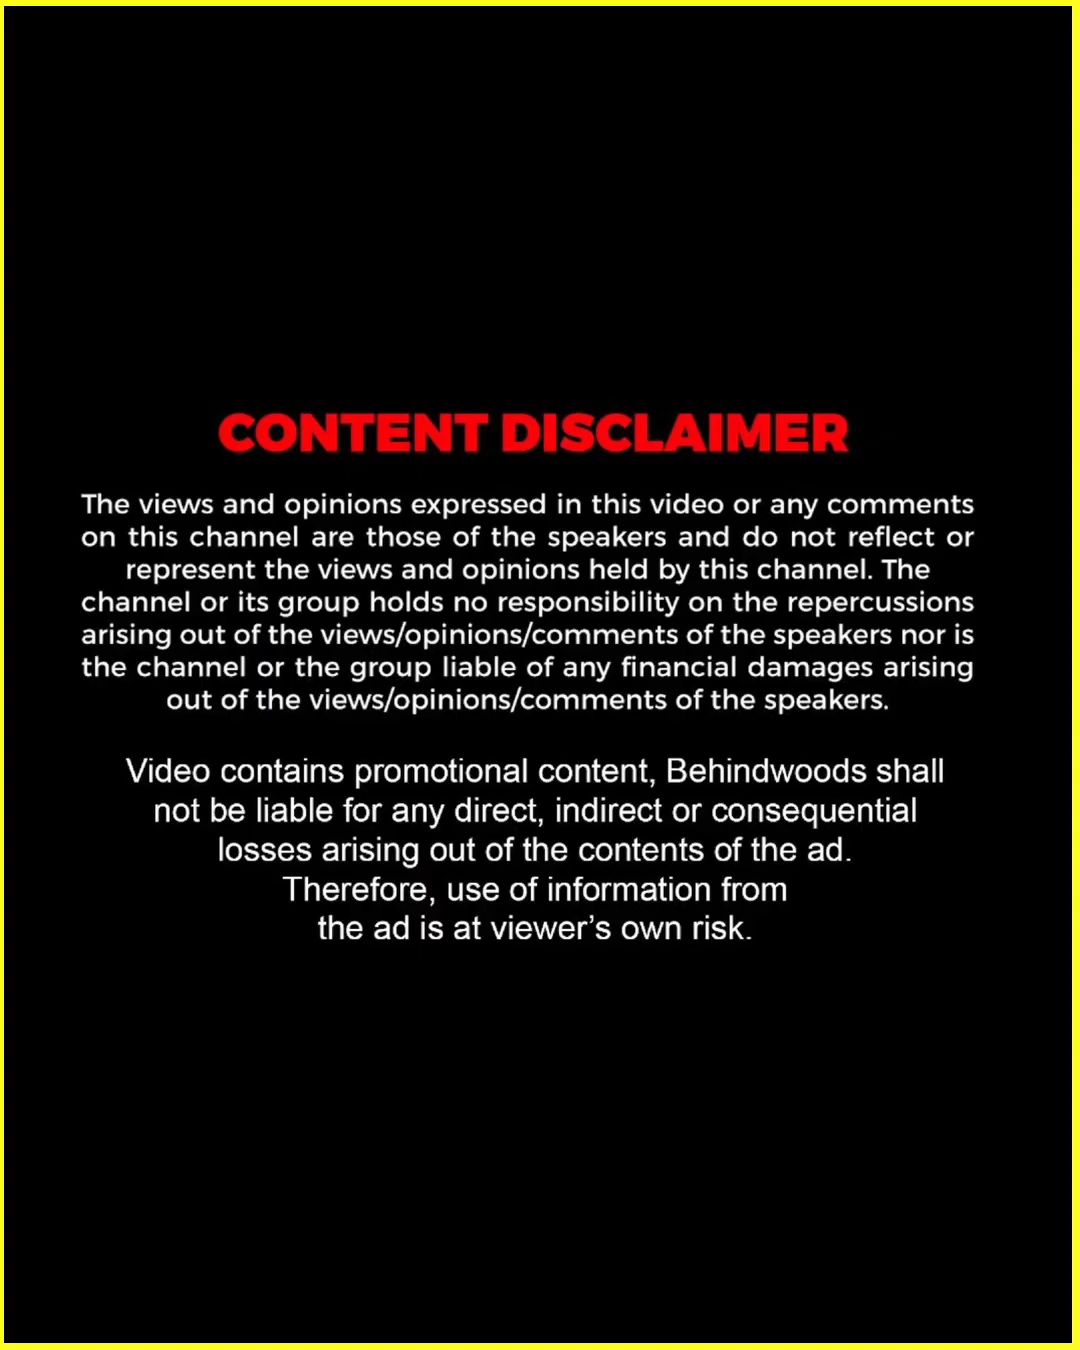 CONTENT DISCLAIMER
The views and opinions expressed in this video or any comments
on this channel are those of the speakers and do not reflect or
represent the views and opinions held by this channel. The
channel or its group holds no responsibility on the repercussions
arising out of the views/opinions/comments of the speakers nor is
the channel or the group liable of any financial damages arising
out of the views/opinions/comments of the speakers.
Video contains promotional content, Behindwoods shall
not be liable for any direct, indirect or consequential
losses arising out of the contents of the ad.
Therefore, use of information from
the ad is at viewer’s own risk.